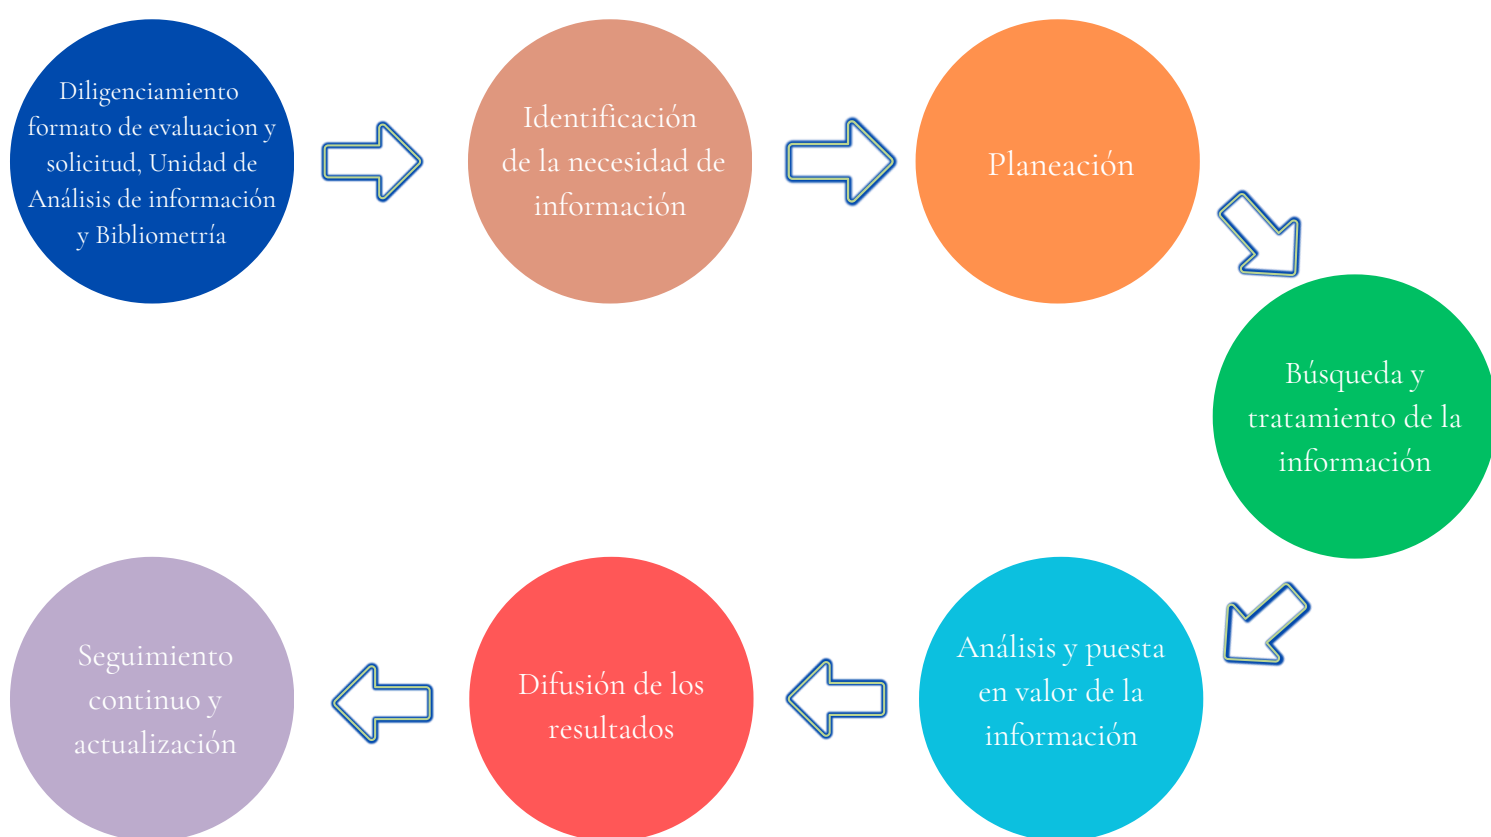 Diligenciamiento
formato de evaluacion y
solicitud, Unidad de
Análisis de información
y Bibliometría
Identificación
de la necesidad de
información
Planeación
Búsqueda y
tratamiento de la
información
Análisis y puesta
en valor de la
información
Difusión de los
resultados
Seguimiento
continuo y
actualización